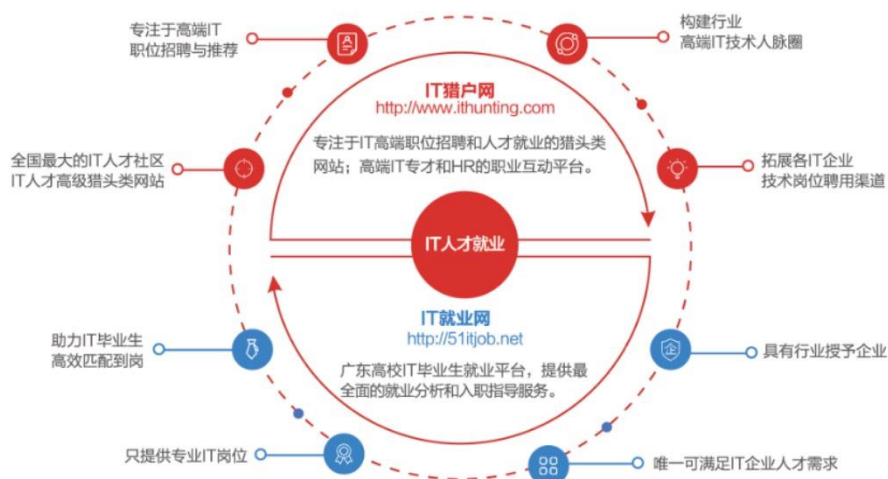 专注于高端IT
职位招聘与推荐
构建行业
高端IT技术人脉圈
IT猎户网
http://www.ithunting.com
专注于IT高端职位招聘和人才就业的猎头类
网站；高端IT专才和HR的职业互动平台。
全国最大的IT人才社区
IT人才高级猎头类网站
拓展各IT企业
技术岗位聘用渠道
IT人才就业
IT就业网
http://51itjob.net
广东高校IT毕业生就业平台，提供最
全面的就业分析和入职指导服务。
助力IT毕业生
高效匹配到岗
企
具有行业授予企业
只提供专业IT岗位
唯一可满足IT企业人才需求